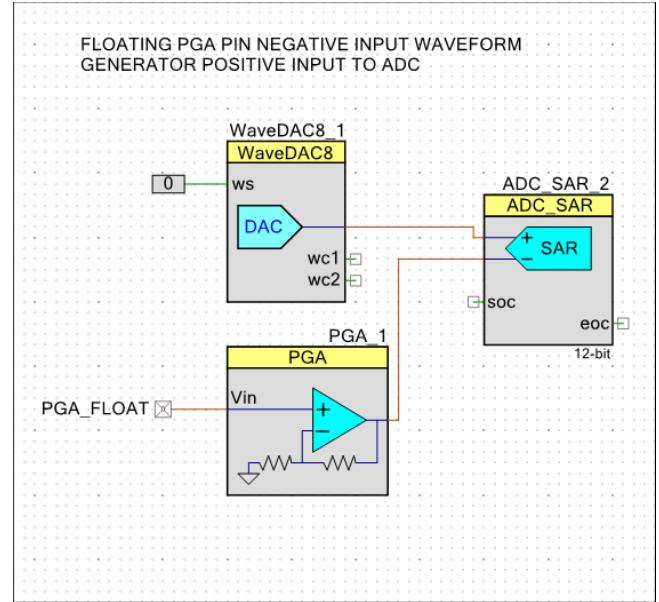 FLOATING PGA PIN NEGATIVE INPUT WAVEFORM
GENERATOR POSITIVE INPUT TO ADC
WaveDAC8_1
WaveDAC8
0
ws
DAC
wc1
wc2
ADC_SAR_2
ADC_SAR
+
SAR
−
soc
eoc
12-bit
PGA_1
PGA
PGA_FLOAT
Vin
+
−